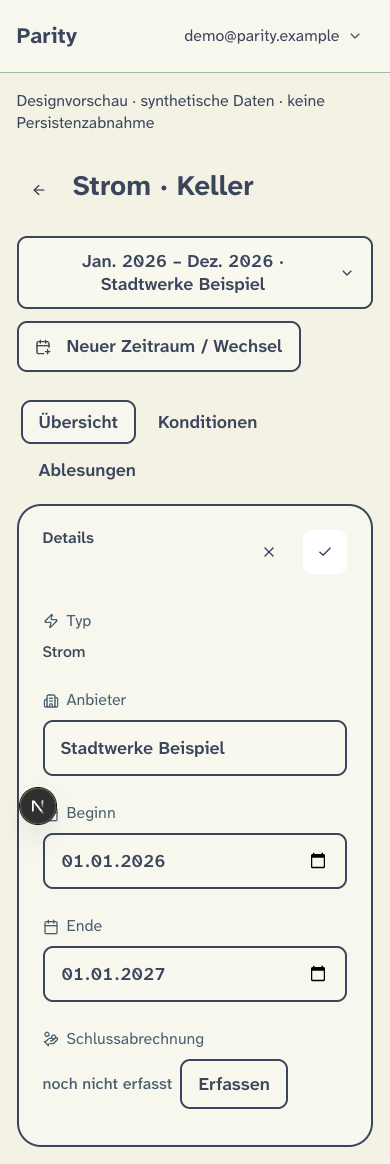 Parity
demo@parity.example
Designvorschau · synthetische Daten · keine
Persistenzabnahme
Strom · Keller
Jan. 2026 – Dez. 2026 ·
Stadtwerke Beispiel
Neuer Zeitraum / Wechsel
Übersicht
Konditionen
Ablesungen
Details
Typ
Strom
Anbieter
Stadtwerke Beispiel
N
Beginn
01.01.2026
Ende
01.01.2027
Schlussabrechnung
noch nicht erfasst
Erfassen